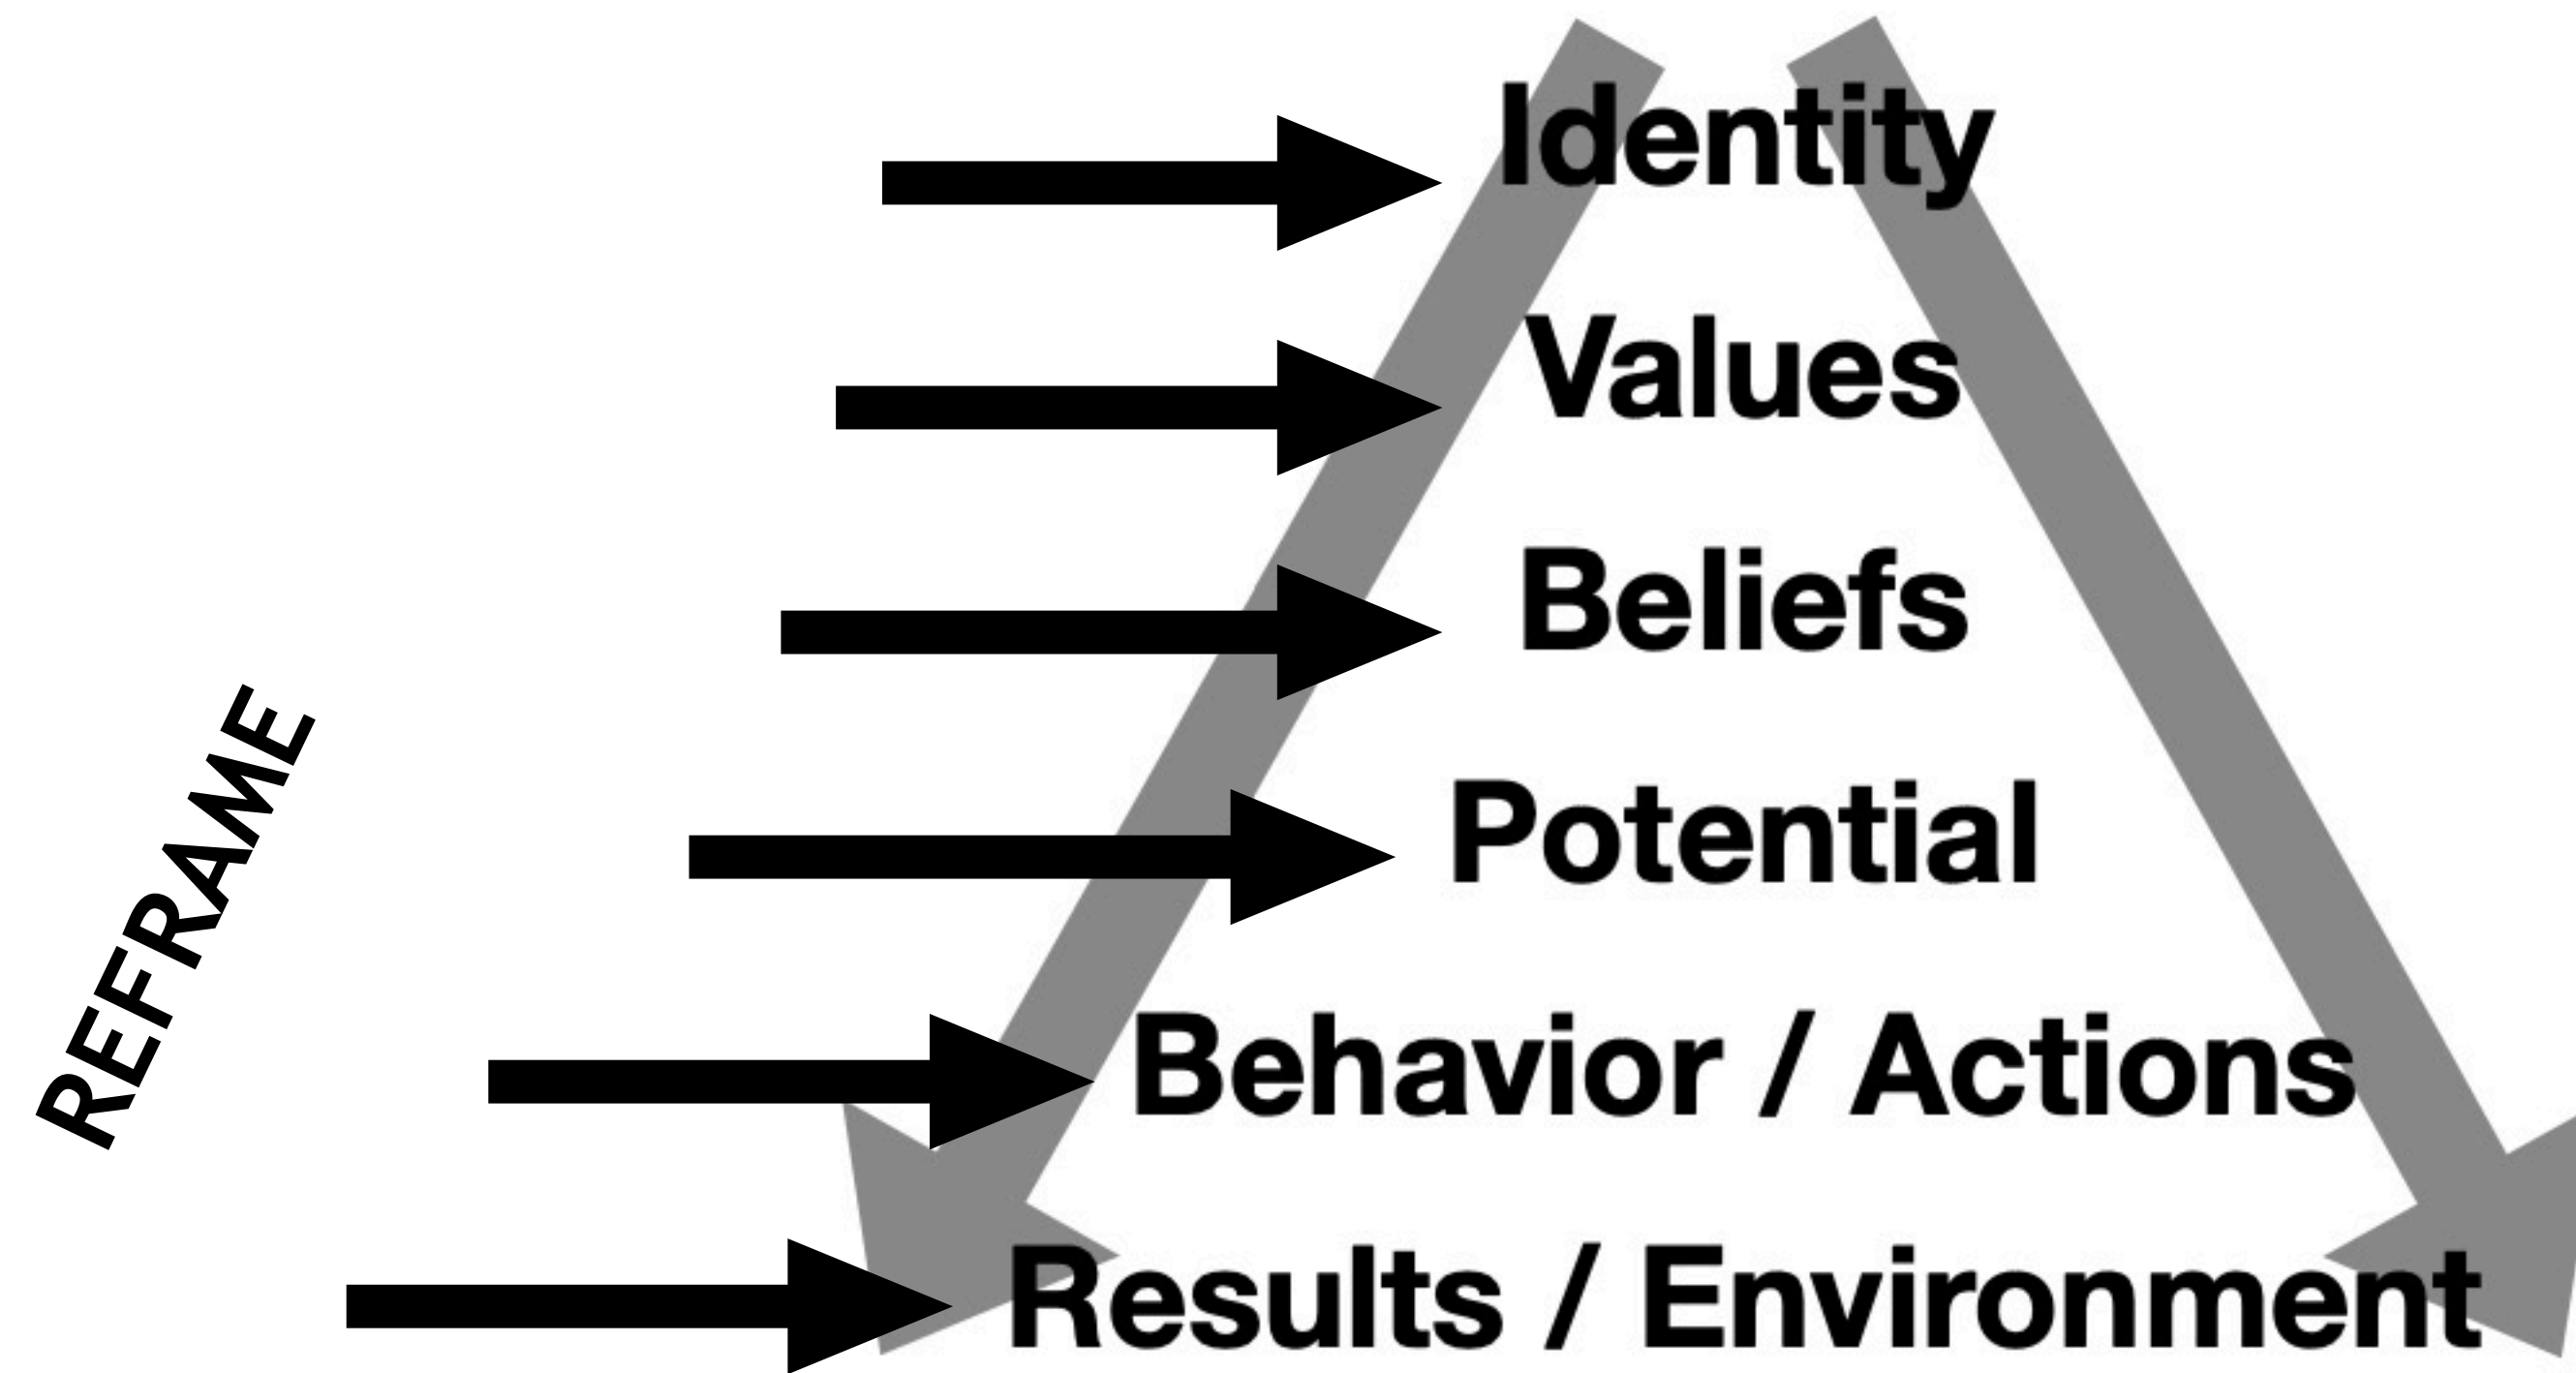 Identity
Values
Beliefs
Potential
REFRAME
Behavior / Actions
Results / Environment